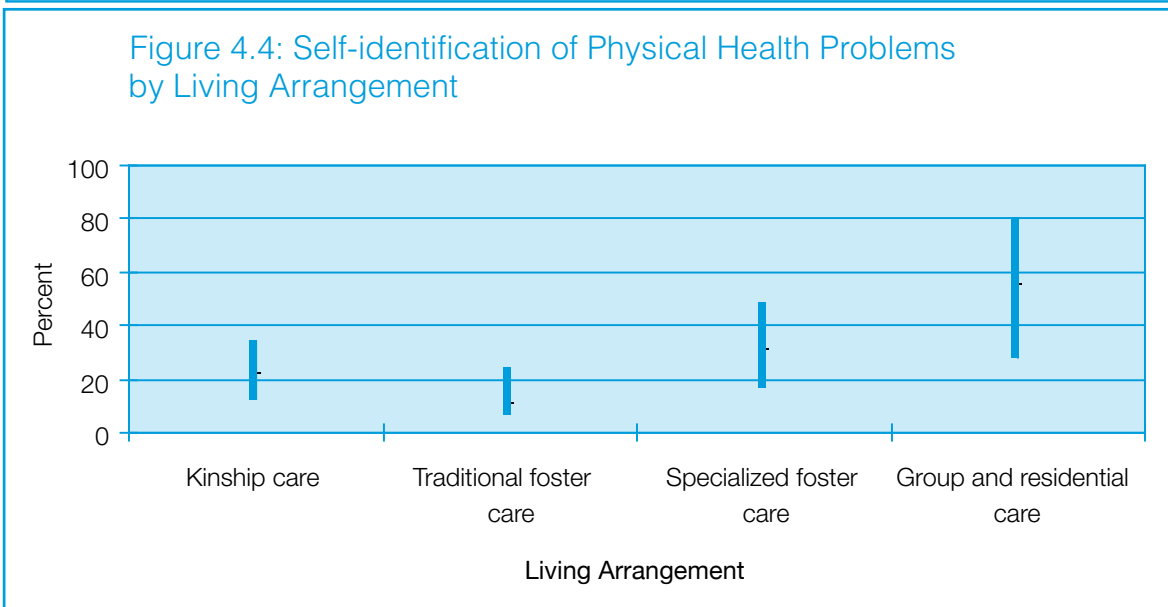 Figure 4.4: Self-identification of Physical Health Problems
by Living Arrangement
Percent
100
80
60
40
20
0
Kinship care
Traditional foster
care
Specialized foster
care
Group and residential
care
Living Arrangement